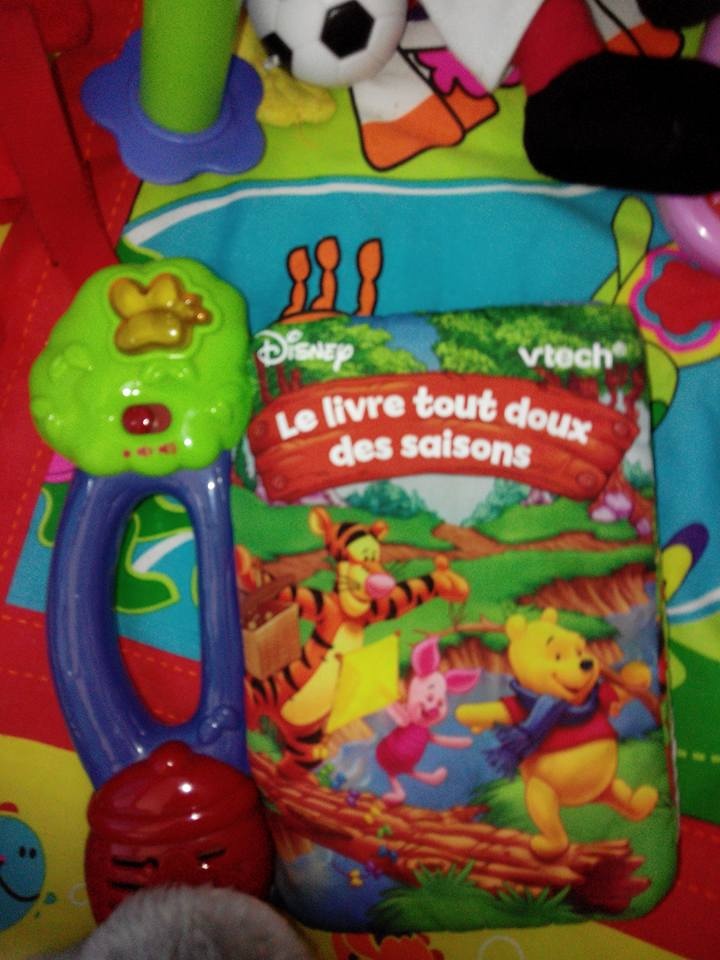 Disney
vtech®
Le livre tout doux
des saisons